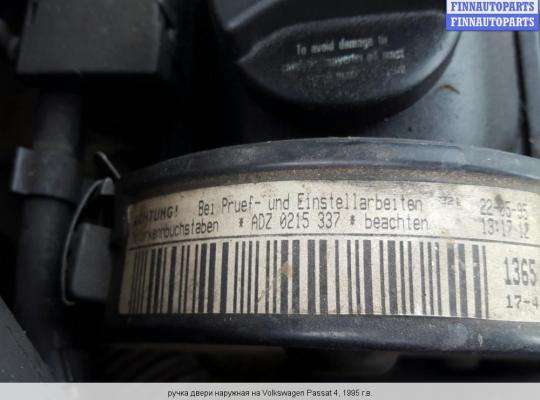 FINNAUTOPARTS
FINNAUTOPARTS
To avoid damage to
Bei Pruef- und Einstellarbeiten
* ADZ 0215 337 * beachten
22-05-95
13:17
1365
17-4
ручка двери наружная на Volkswagen Passat 4, 1995 г.в.